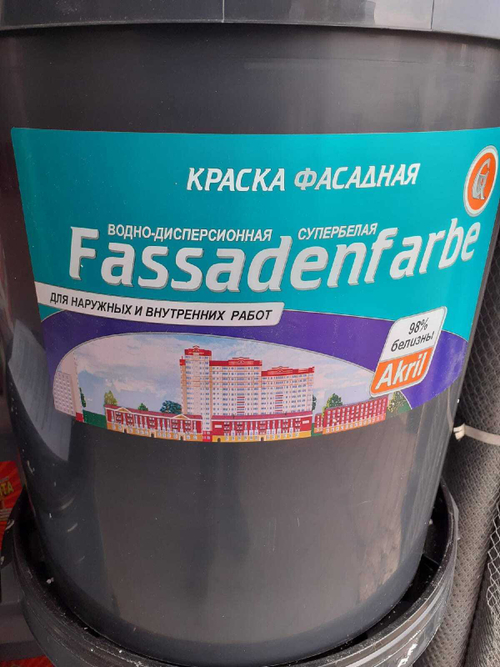 КРАСКА ФАСАДНАЯ
ВОДНО-ДИСПЕРСИОННАЯ СУПЕРБЕЛАЯ
Fassadenfarbe
ДЛЯ НАРУЖНЫХ И ВНУТРЕННИХ РАБОТ
98%
белизны
Akril